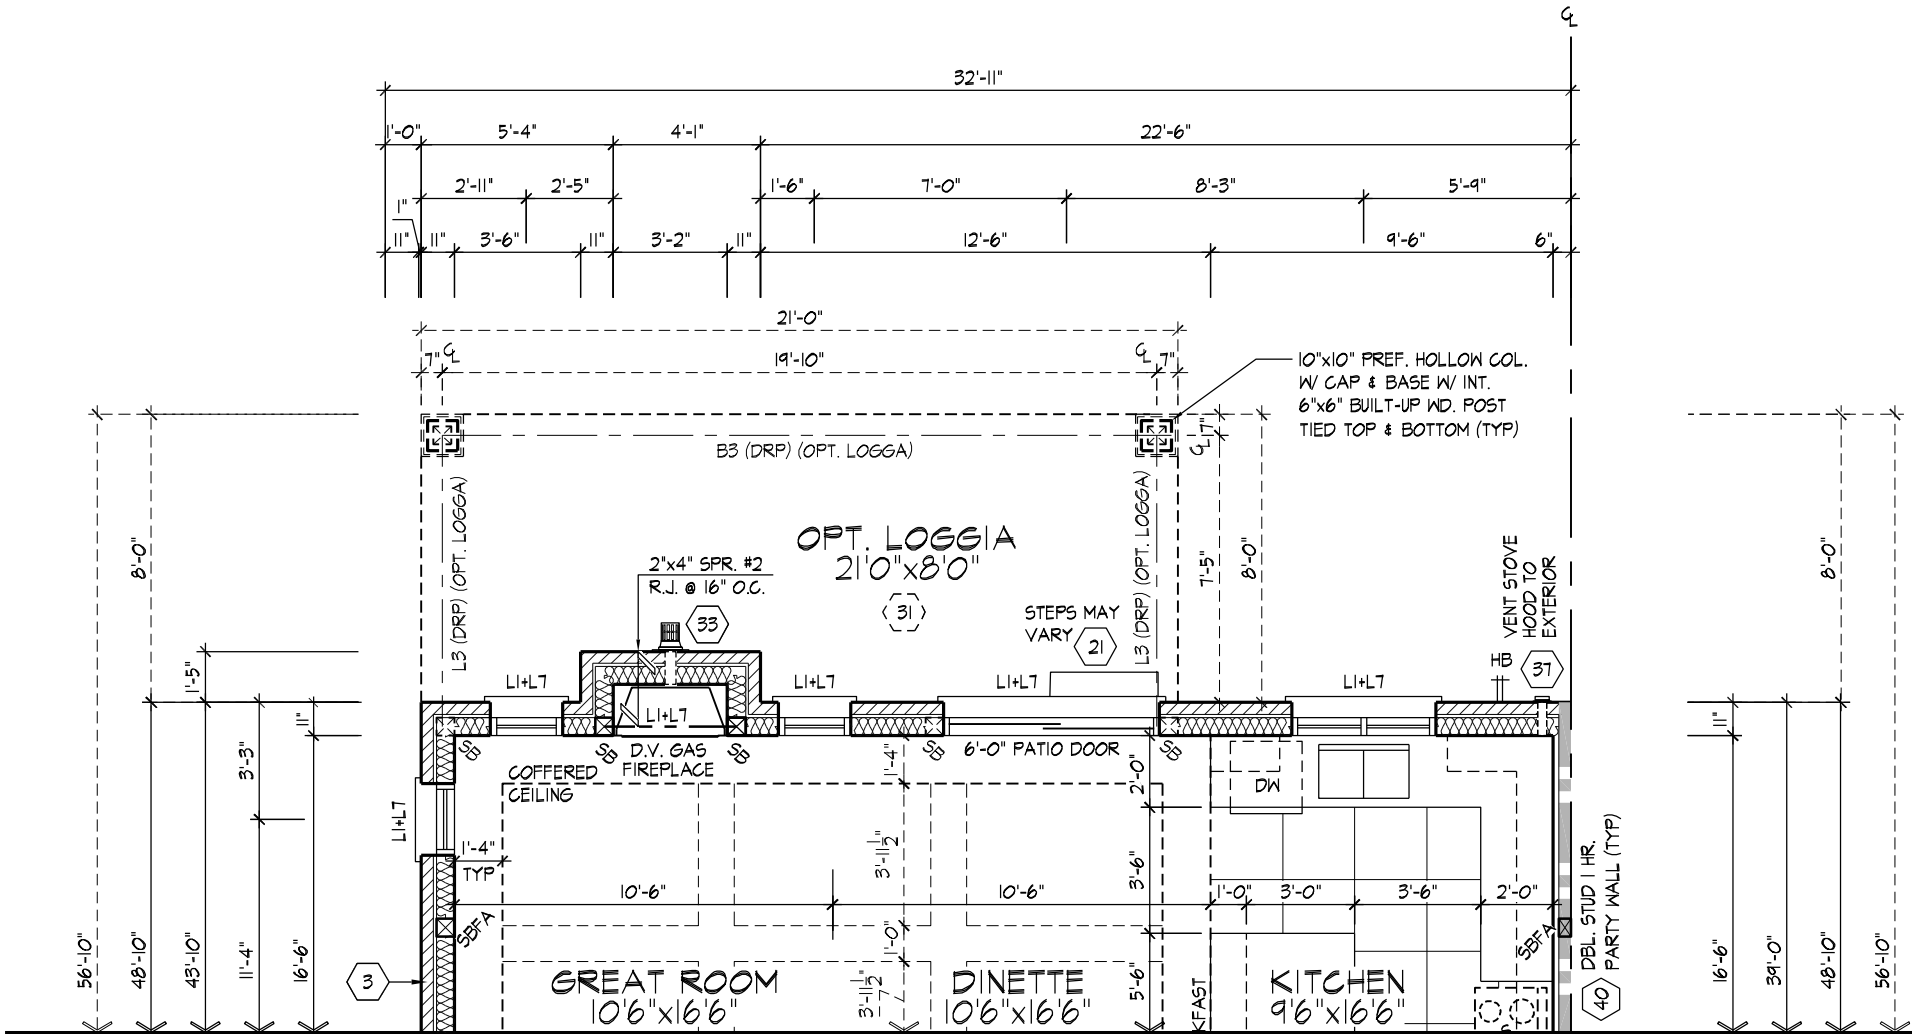 ℄
32'-11"
1'-0" 5'-4" 4'-1" 22'-6"
2'-11" 2'-5" 1'-6" 7'-0" 8'-3" 5'-9"
1"
11" 11" 3'-6" 11" 3'-2" 11" 12'-6" 9'-6" 6"
21'-0"
7" ℄ 19'-10" ℄ 7"
10"x10" PREF. HOLLOW COL.
W/ CAP & BASE W/ INT.
6"x6" BUILT-UP WD. POST
TIED TOP & BOTTOM (TYP)
7"
℄
B3 (DRP) (OPT. LOGGA)
L3 (DRP) (OPT. LOGGA)
L3 (DRP) (OPT. LOGGA)
OPT. LOGGIA
21'0"x8'0"
31
2"x4" SPR. #2
R.J. @ 16" O.C.
33
STEPS MAY
VARY
21
7'-5"
8'-0"
VENT STOVE
HOOD TO
EXTERIOR
HB
37
8'-0"
8'-0"
1'-5"
L1+L7 L1+L7 L1+L7 L1+L7
L1+L7
11"
11"
SB SB SB SB
D.V. GAS
FIREPLACE
6'-0" PATIO DOOR
COFFERED
CEILING
1'-4"
2'-0"
DW
3'-3"
L1+L7
1'-4"
TYP
3'-11 1/2"
3'-6"
10'-6" 10'-6" 1'-0" 3'-0" 3'-6" 2'-0"
SBFA
SBFA
DBL. STUD 1 HR.
PARTY WALL (TYP)
40
1'-0"
3
GREAT ROOM
10'6"x16'6"
3'-11 1/2"
7
DINETTE
10'6"x16'6"
5'-6"
KFAST
KITCHEN
9'6"x16'6"
56'-10"
48'-10"
43'-10"
11'-4"
16'-6"
16'-6"
39'-0"
48'-10"
56'-10"